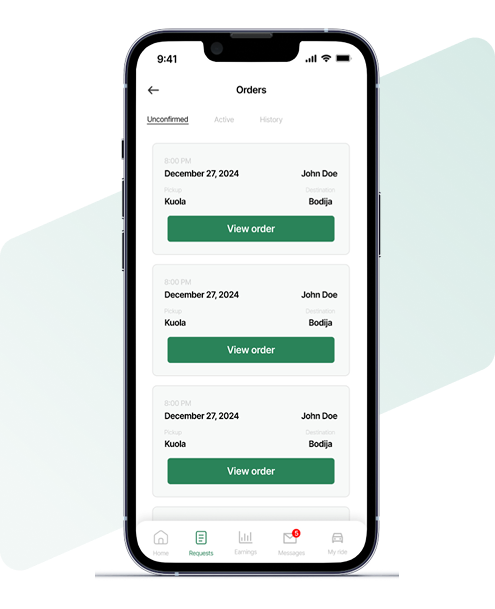 9:41
Orders
Unconfirmed Active History
8:00 PM
December 27, 2024 John Doe
Pickup Destination
Kuola Bodija
View order
8:00 PM
December 27, 2024 John Doe
Pickup Destination
Kuola Bodija
View order
8:00 PM
December 27, 2024 John Doe
Pickup Destination
Kuola Bodija
View order
5
Home Requests Earnings Messages My ride